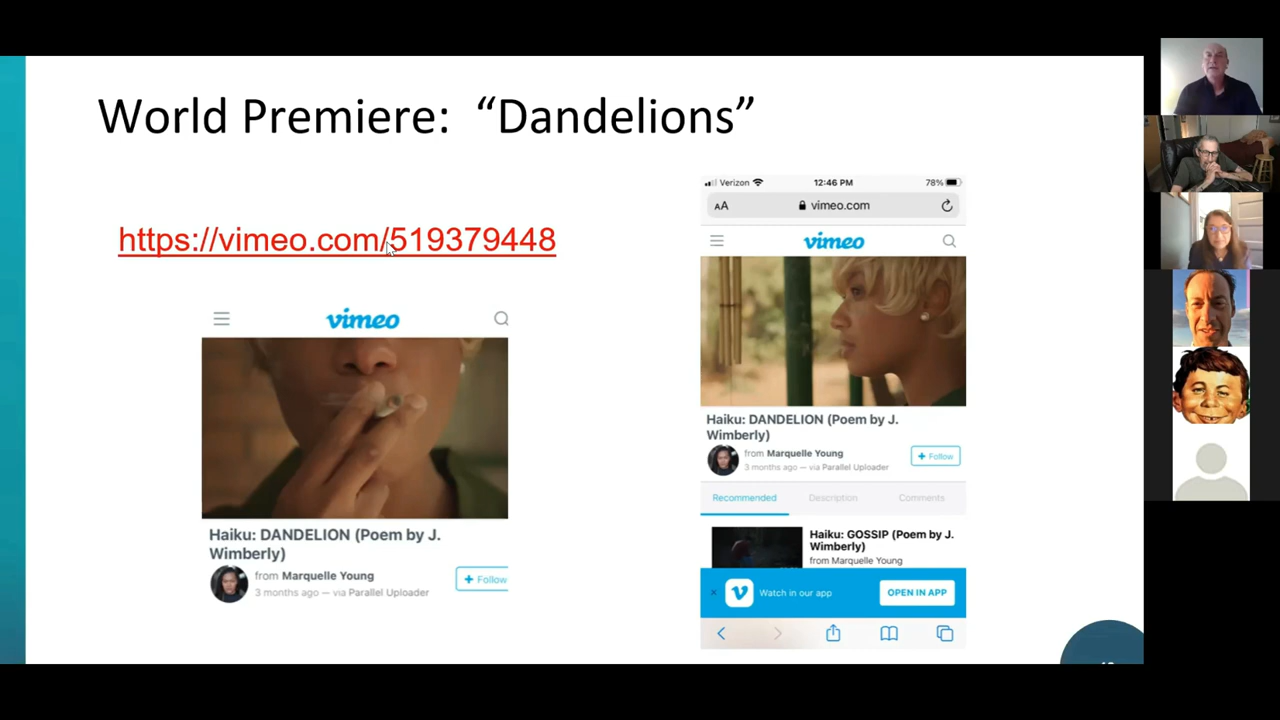 World Premiere: “Dandelions”
https://vimeo.com/519379448
vimeo
Haiku: DANDELION (Poem by J.
Wimberly)
from Marquelle Young
3 months ago — via Parallel Uploader
+ Follow
Verizon
12:46 PM
78%
AA
vimeo.com
vimeo
Haiku: DANDELION (Poem by J.
Wimberly)
from Marquelle Young
3 months ago — via Parallel Uploader
+ Follow
Recommended
Description
Comments
Haiku: GOSSIP (Poem by J.
Wimberly)
from Marquelle Young
Watch in our app
OPEN IN APP